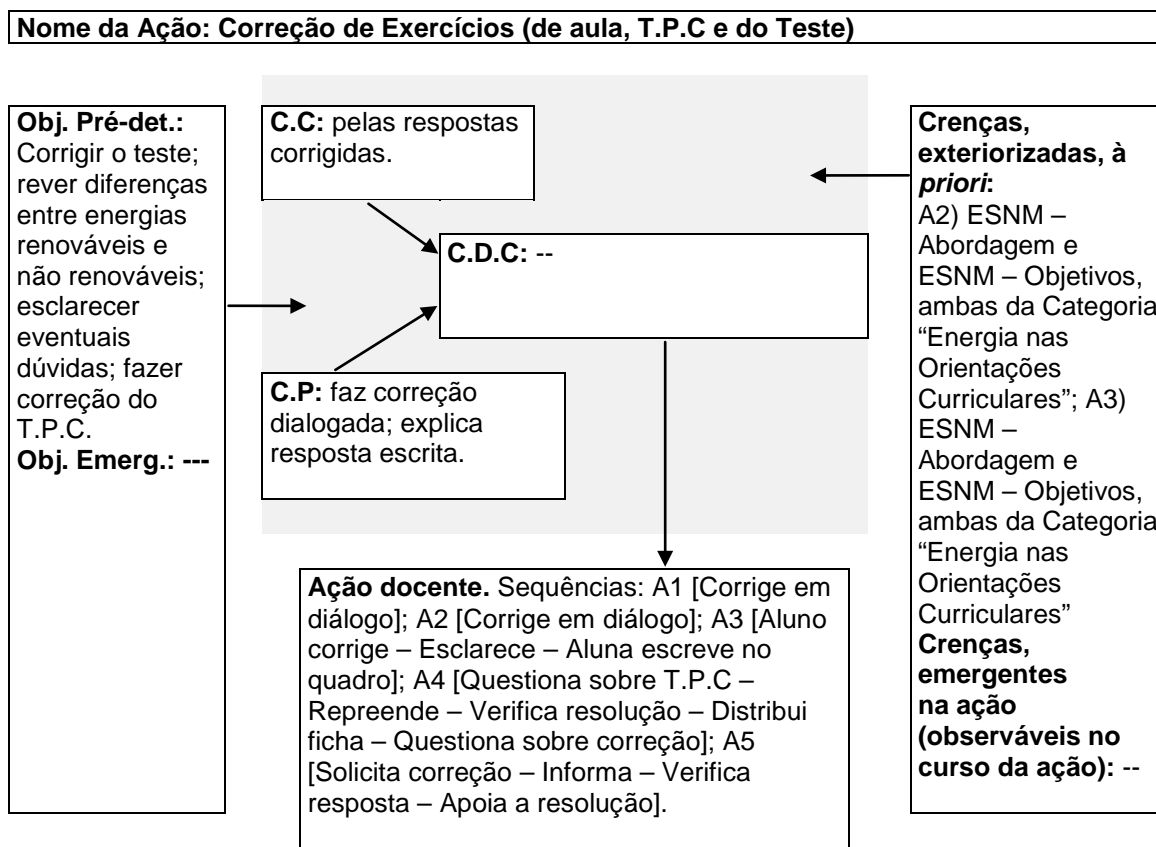 Nome da Ação: Correção de Exercícios (de aula, T.P.C e do Teste)
Obj. Pré-det.:
Corrigir o teste;
rever diferenças
entre energias
renováveis e
não renováveis;
esclarecer
eventuais
dúvidas; fazer
correção do
T.P.C.
Obj. Emerg.: ---
C.C: pelas respostas
corrigidas.
C.D.C: --
C.P: faz correção
dialogada; explica
resposta escrita.
Ação docente. Sequências: A1 [Corrige em
diálogo]; A2 [Corrige em diálogo]; A3 [Aluno
corrige – Esclarece – Aluna escreve no
quadro]; A4 [Questiona sobre T.P.C –
Repreende – Verifica resolução – Distribui
ficha – Questiona sobre correção]; A5
[Solicita correção – Informa – Verifica
resposta – Apoia a resolução].
Crenças,
exteriorizadas, à
priori:
A2) ESNM –
Abordagem e
ESNM – Objetivos,
ambas da Categoria
“Energia nas
Orientações
Curriculares”; A3)
ESNM –
Abordagem e
ESNM – Objetivos,
ambas da Categoria
“Energia nas
Orientações
Curriculares”
Crenças,
emergentes
na ação
(observáveis no
curso da ação): --